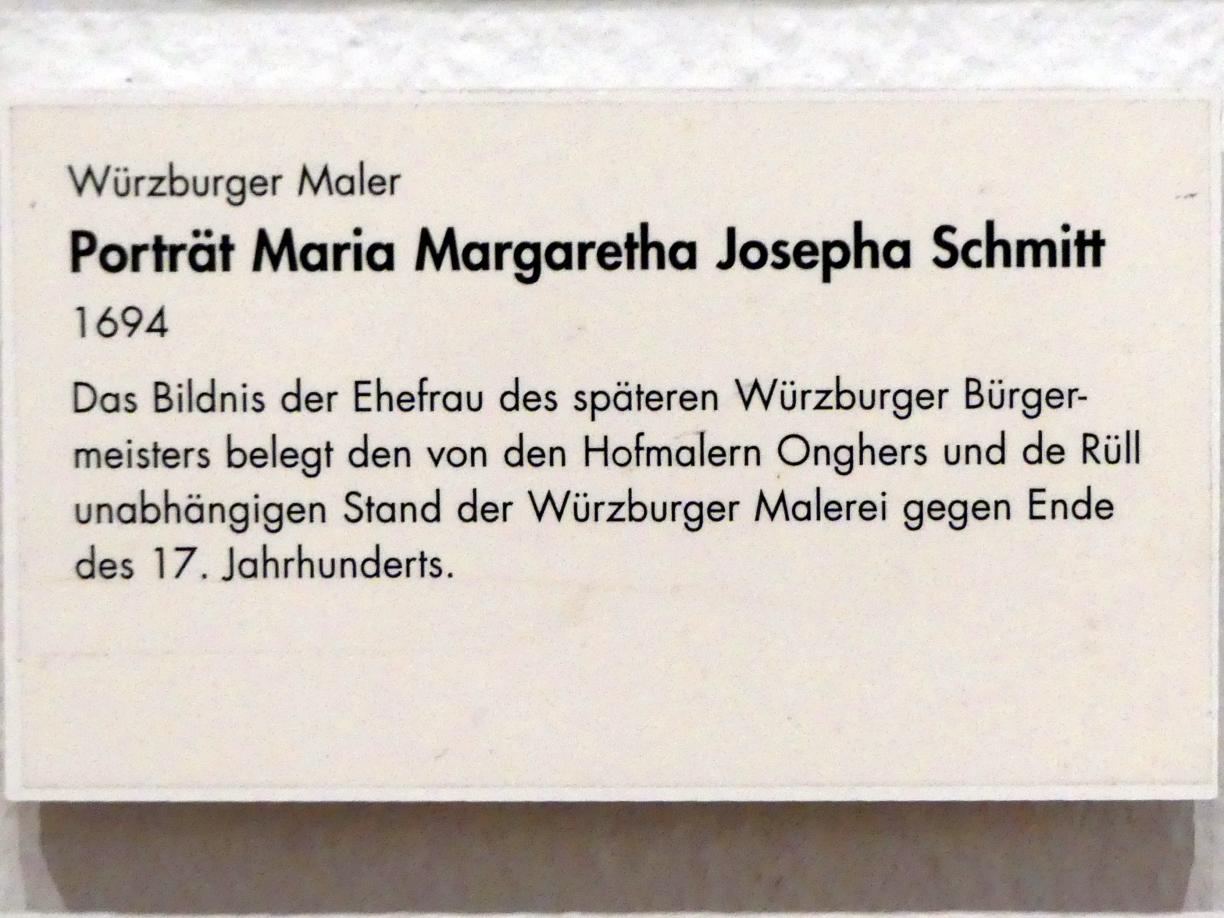 Würzburger Maler
Porträt Maria Margaretha Josepha Schmitt
1694
Das Bildnis der Ehefrau des späteren Würzburger Bürger-
meisters belegt den von den Hofmalern Onghers und de Rüll
unabhängigen Stand der Würzburger Malerei gegen Ende
des 17. Jahrhunderts.